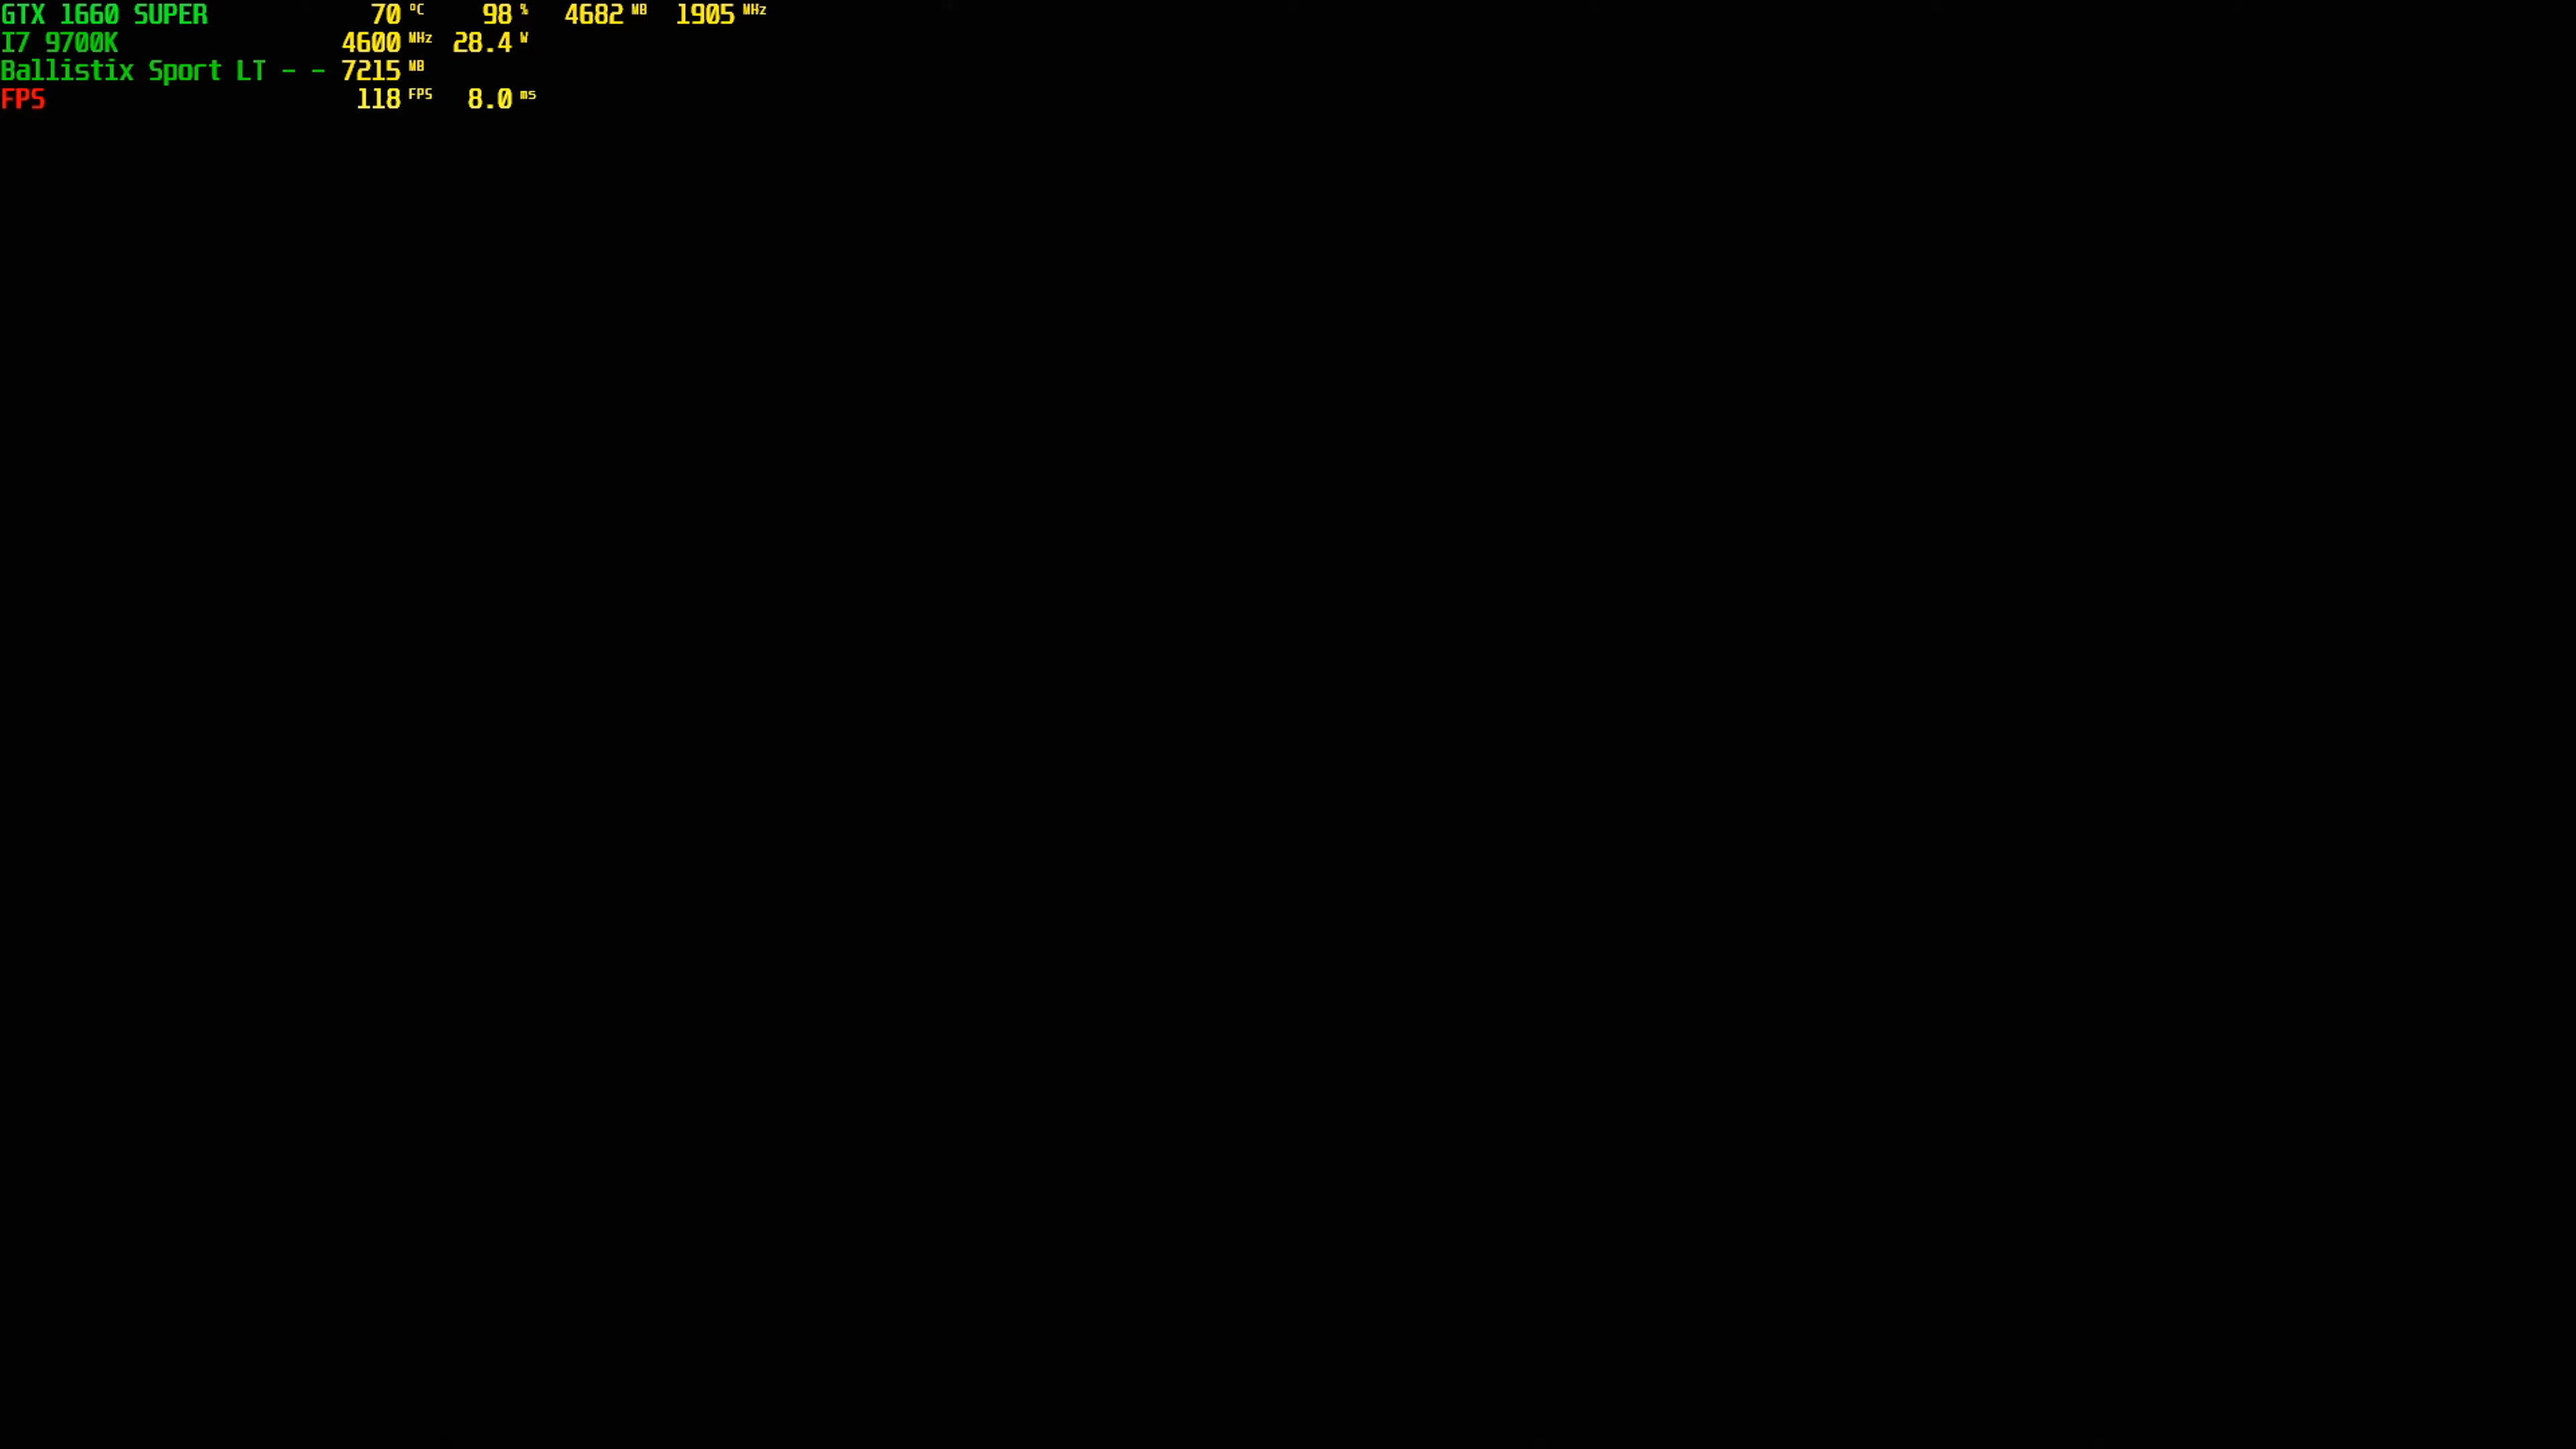 GTX 1660 SUPER 70 °C 98 % 4682 MB 1905 MHz
I7 9700K 4600 MHz 28.4 W
Ballistix Sport LT - - 7215 MB
FPS 118 FPS 8.0 ms